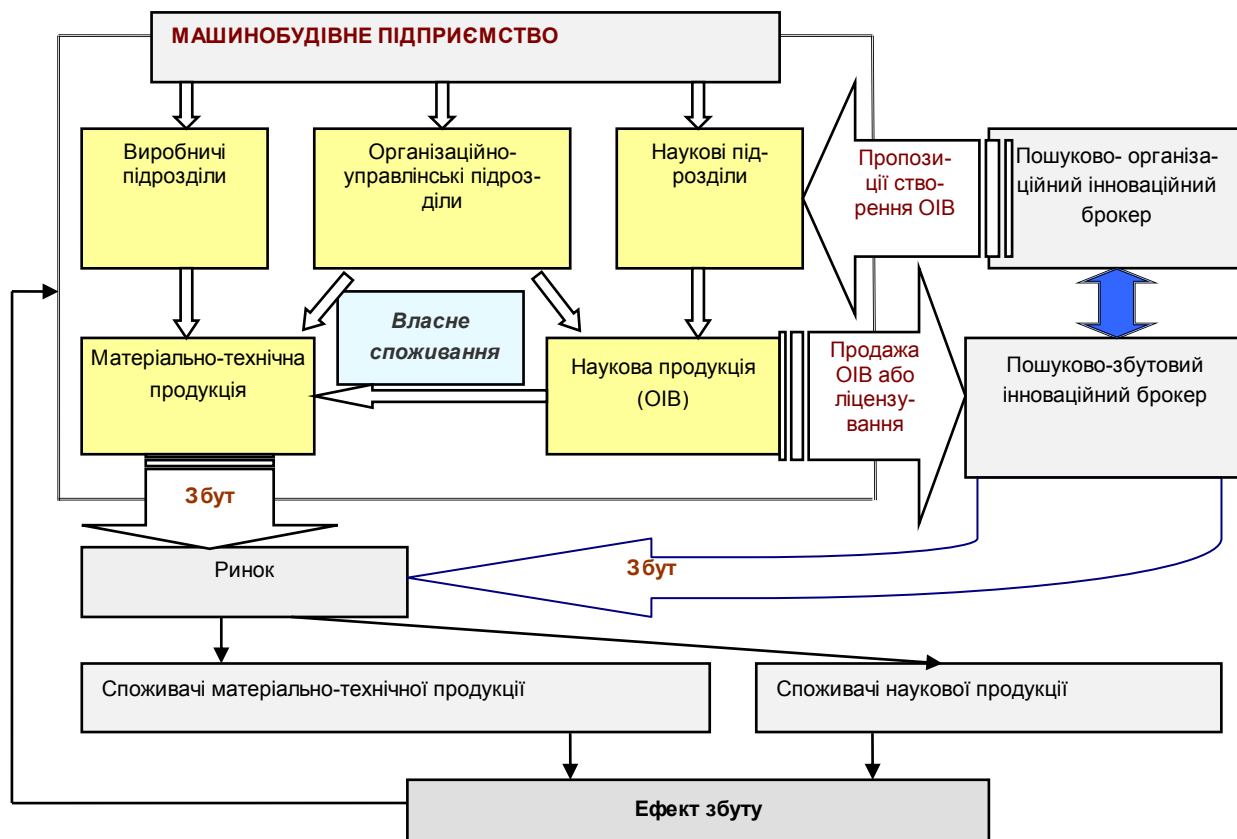 МАШИНОБУДІВНЕ ПІДПРИЄМСТВО
Виробничі
підрозділи
Організаційно-
управлінські підроз-
діли
Наукові під-
розділи
Пропози-
ції ство-
рення ОІВ
Пошуково- організа-
ційний інноваційний
брокер
Власне
споживання
Матеріально-технічна
продукція
Наукова продукція
(ОІВ)
Продажа
ОІВ або
ліцензу-
вання
Пошуково-збутовий
інноваційний брокер
Збут
Ринок
Збут
Споживачі матеріально-технічної продукції
Споживачі наукової продукції
Ефект збуту